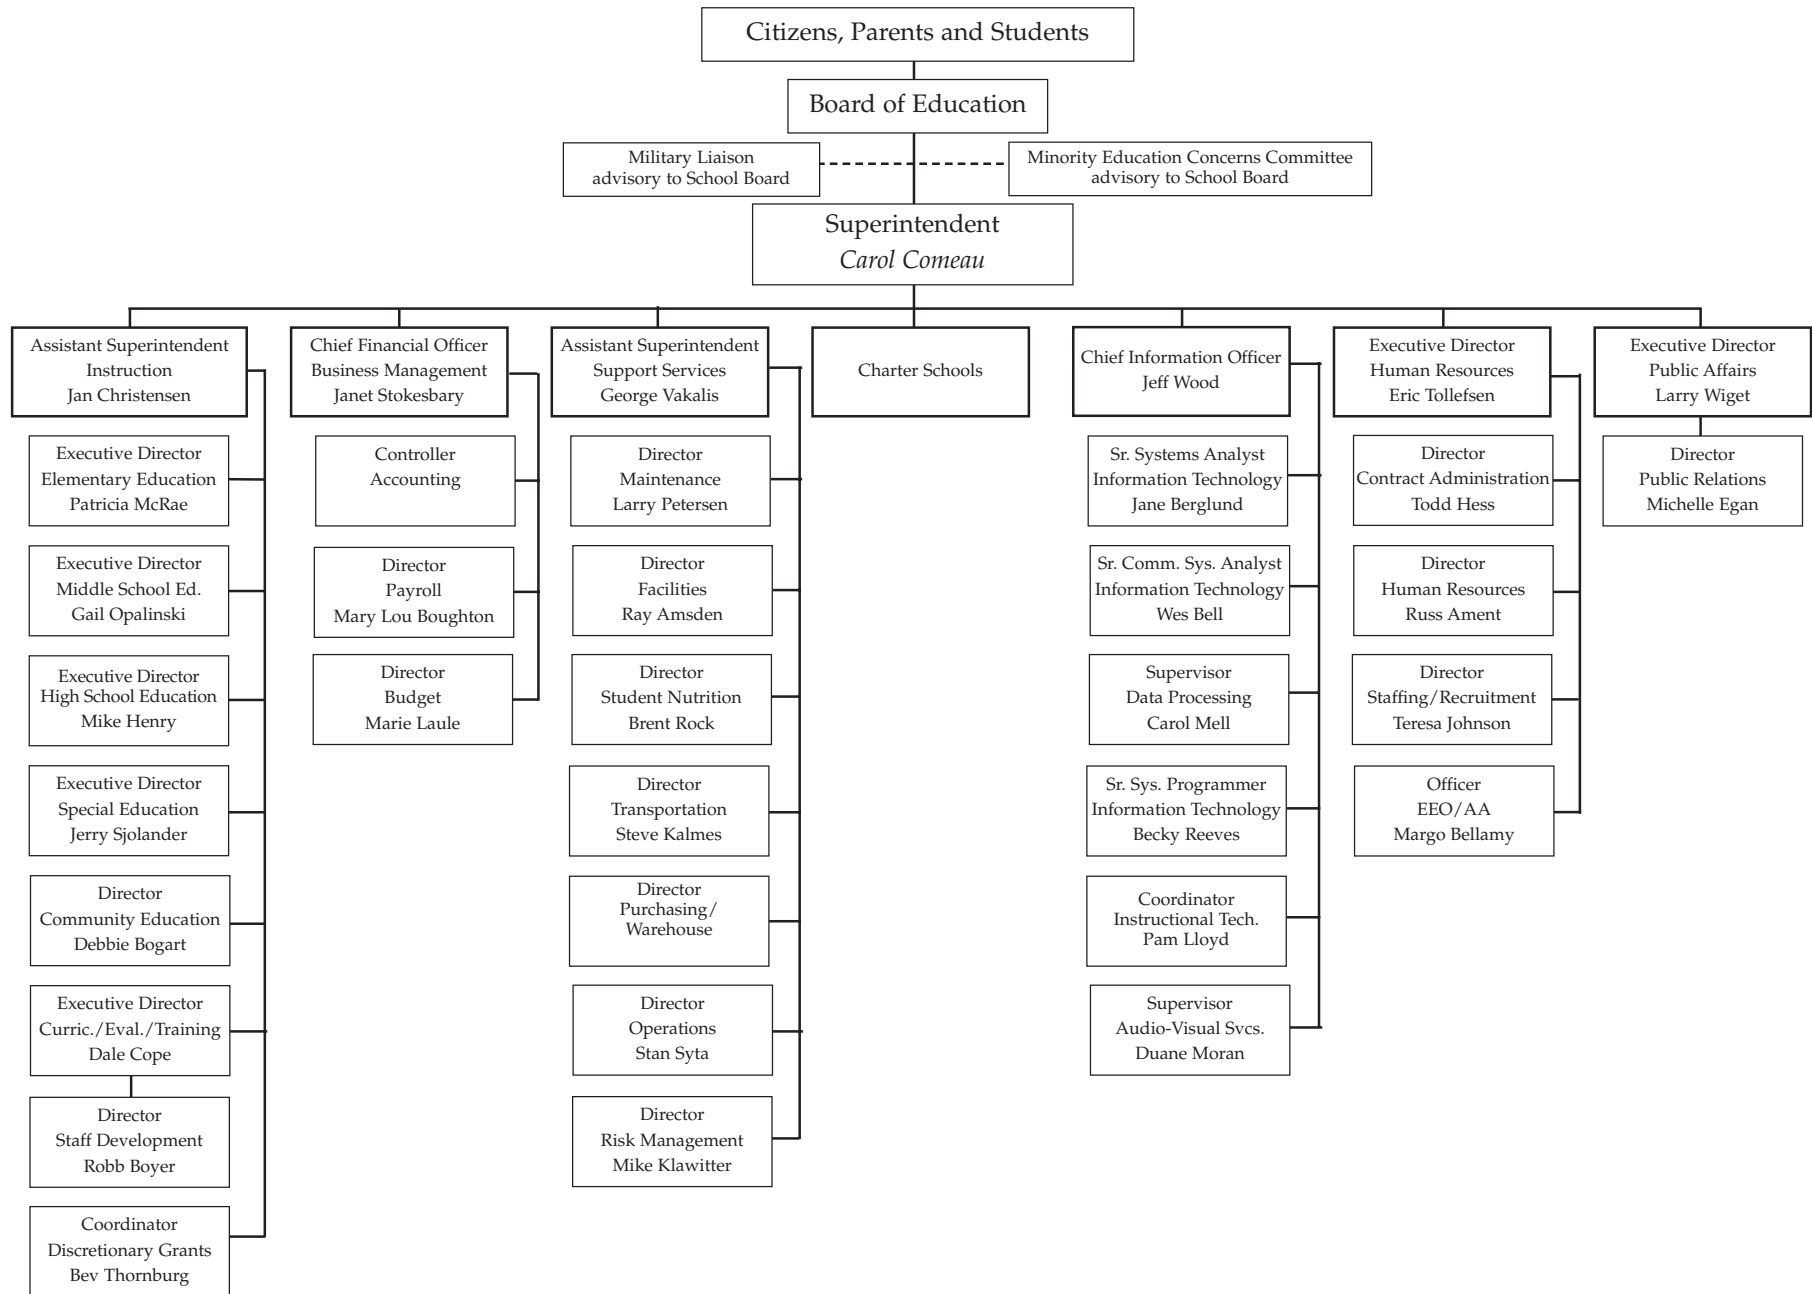 Citizens, Parents and Students
Board of Education
Military Liaison
advisory to School Board
Minority Education Concerns Committee
advisory to School Board
Superintendent
Carol Comeau
Assistant Superintendent
Instruction
Jan Christensen
Executive Director
Elementary Education
Patricia McRae
Executive Director
Middle School Ed.
Gail Opalinski
Executive Director
High School Education
Mike Henry
Executive Director
Special Education
Jerry Sjolander
Director
Community Education
Debbie Bogart
Executive Director
Curric./Eval./Training
Dale Cope
Director
Staff Development
Robb Boyer
Coordinator
Discretionary Grants
Bev Thornburg
Chief Financial Officer
Business Management
Janet Stokesbary
Controller
Accounting
Director
Payroll
Mary Lou Boughton
Director
Budget
Marie Laule
Assistant Superintendent
Support Services
George Vakalis
Director
Maintenance
Larry Petersen
Director
Facilities
Ray Amsden
Director
Student Nutrition
Brent Rock
Director
Transportation
Steve Kalmes
Director
Purchasing/
Warehouse
Director
Operations
Stan Syta
Director
Risk Management
Mike Klawitter
Charter Schools
Chief Information Officer
Jeff Wood
Sr. Systems Analyst
Information Technology
Jane Berglund
Sr. Comm. Sys. Analyst
Information Technology
Wes Bell
Supervisor
Data Processing
Carol Mell
Sr. Sys. Programmer
Information Technology
Becky Reeves
Coordinator
Instructional Tech.
Pam Lloyd
Supervisor
Audio-Visual Svcs.
Duane Moran
Executive Director
Human Resources
Eric Tollefsen
Director
Contract Administration
Todd Hess
Director
Human Resources
Russ Ament
Director
Staffing/Recruitment
Teresa Johnson
Officer
EEO/AA
Margo Bellamy
Executive Director
Public Affairs
Larry Wiget
Director
Public Relations
Michelle Egan